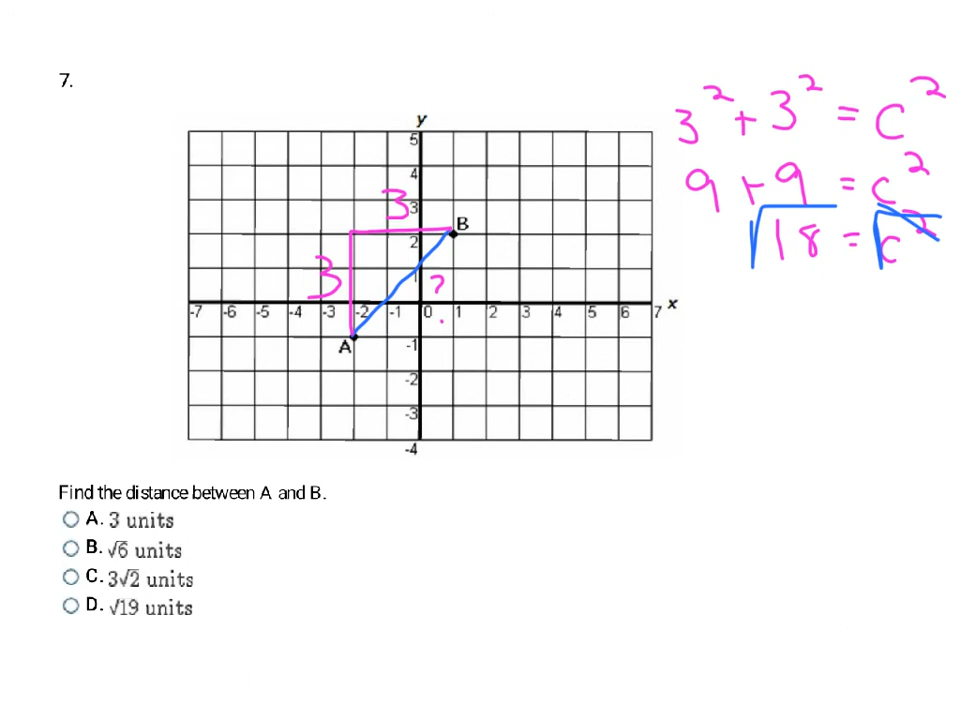 7.
3² + 3² = c²
9 + 9 = c²
√18 = √c²
y
5
4
3
3
B
2
3
?
-7 -6 -5 -4 -3 -2 -1 0 1 2 3 4 5 6 7 x
A
-1
-2
-3
-4
Find the distance between A and B.
A. 3 units
B. √6 units
C. 3√2 units
D. √19 units